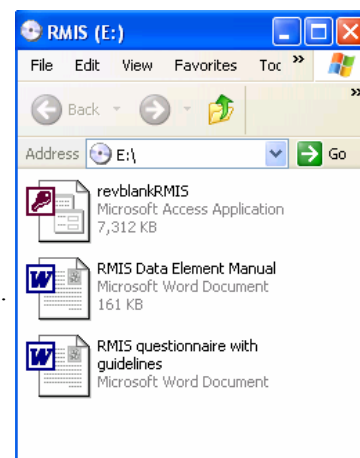 RMIS (E:)
File Edit View Favorites Toc »
Back »
Address E:\ Go
revblankRMIS
Microsoft Access Application
7,312 KB
RMIS Data Element Manual
Microsoft Word Document
161 KB
RMIS questionnaire with
guidelines
Microsoft Word Document